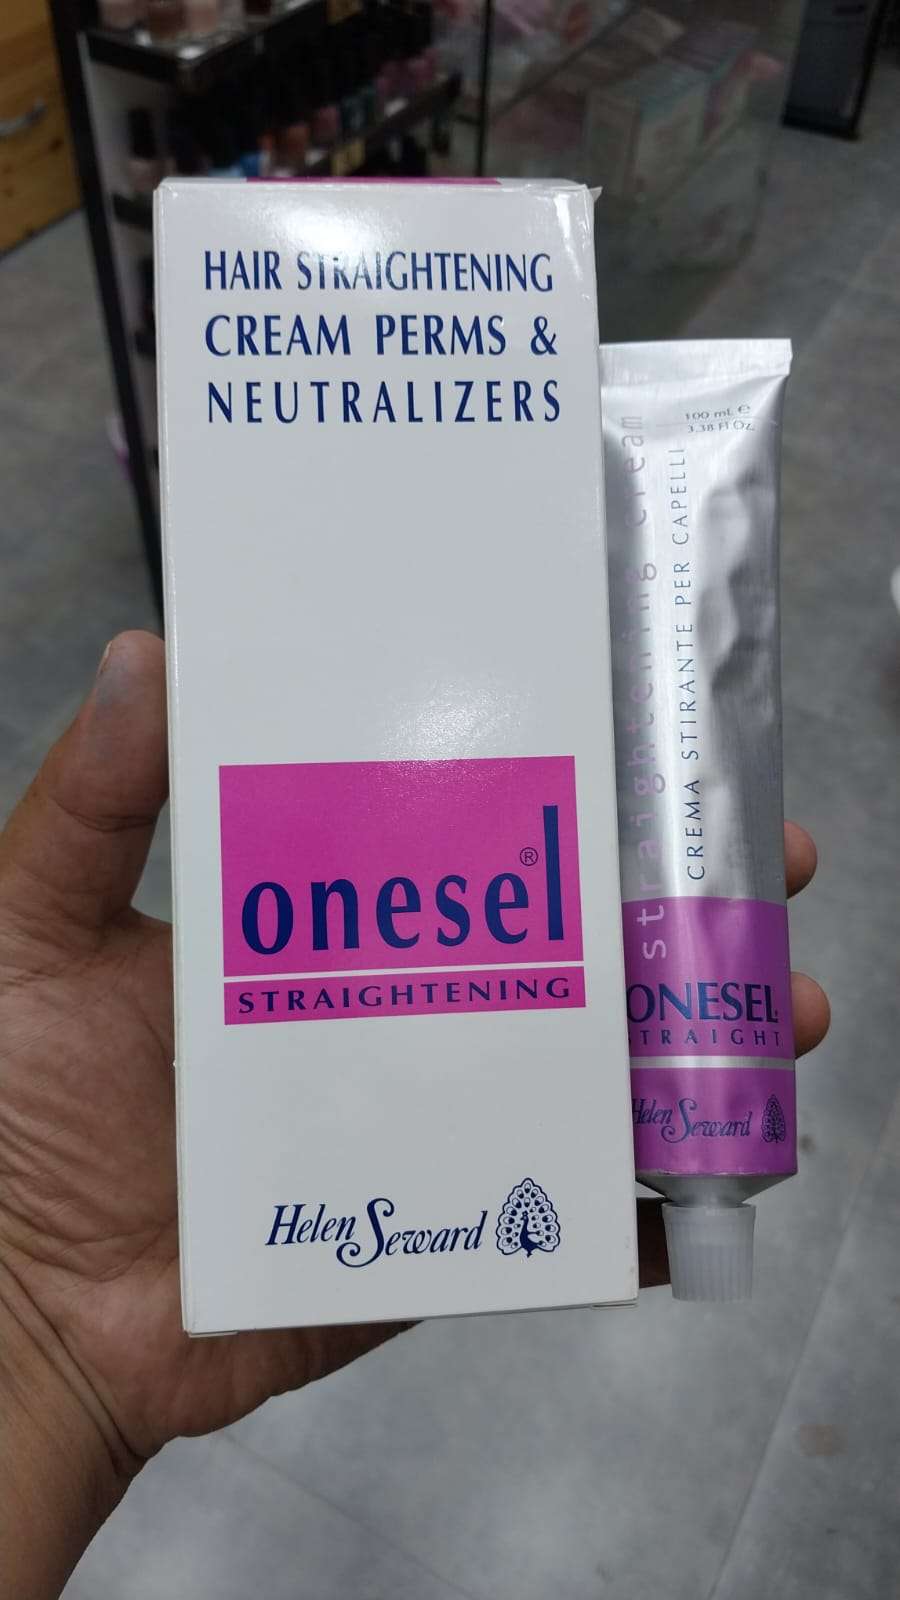 HAIR STRAIGHTENING
CREAM PERMS &
NEUTRALIZERS
onesel®
STRAIGHTENING
Helen Seward
100 mL e
3.38 Fl.Oz.
straightening cream
CREMA STIRANTE PER CAPELLI
ONESEL
STRAIGHT
Helen Seward